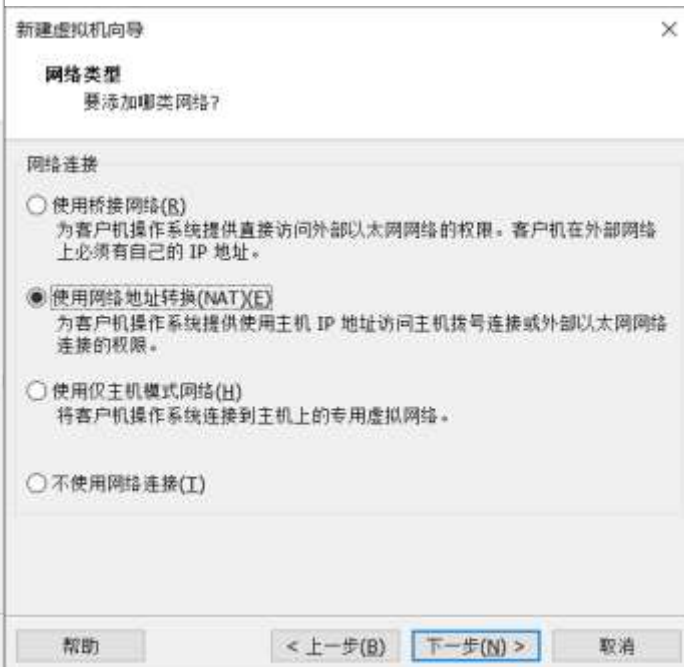 新建虚拟机向导
网络类型
要添加哪类网络?
网络连接
使用桥接网络(R)
为客户机操作系统提供直接访问外部以太网网络的权限。客户机在外部网络
上必须有自己的 IP 地址。
使用网络地址转换(NAT)(E)
为客户机操作系统提供使用主机 IP 地址访问主机拨号连接或外部以太网网络
连接的权限。
使用仅主机模式网络(H)
将客户机操作系统连接到主机上的专用虚拟网络。
不使用网络连接(T)
帮助 < 上一步(B) 下一步(N) > 取消